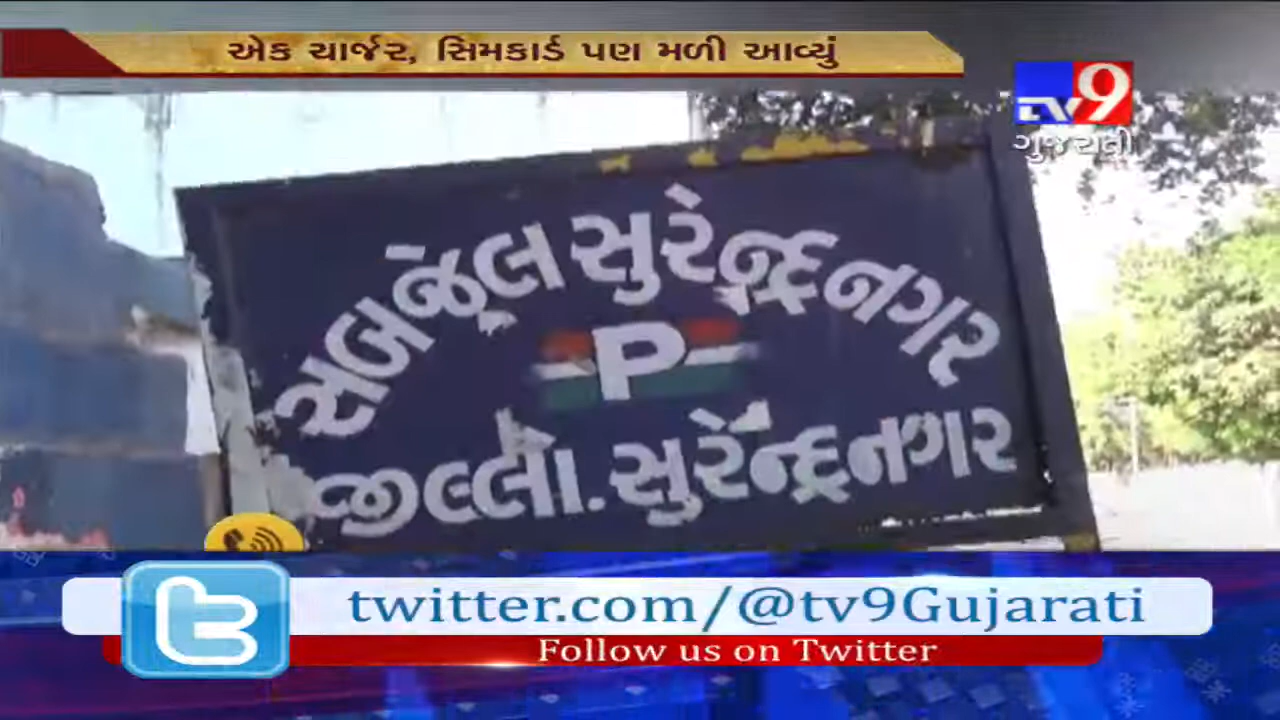 એક ચાર્જર, સિમકાર્ડ પણ મળી આવ્યું
TV9
ગુજરાતી
સબજેલ સુરેન્દ્રનગર
P
જીલ્લો. સુરેન્દ્રનગર
twitter.com/@tv9Gujarati
Follow us on Twitter